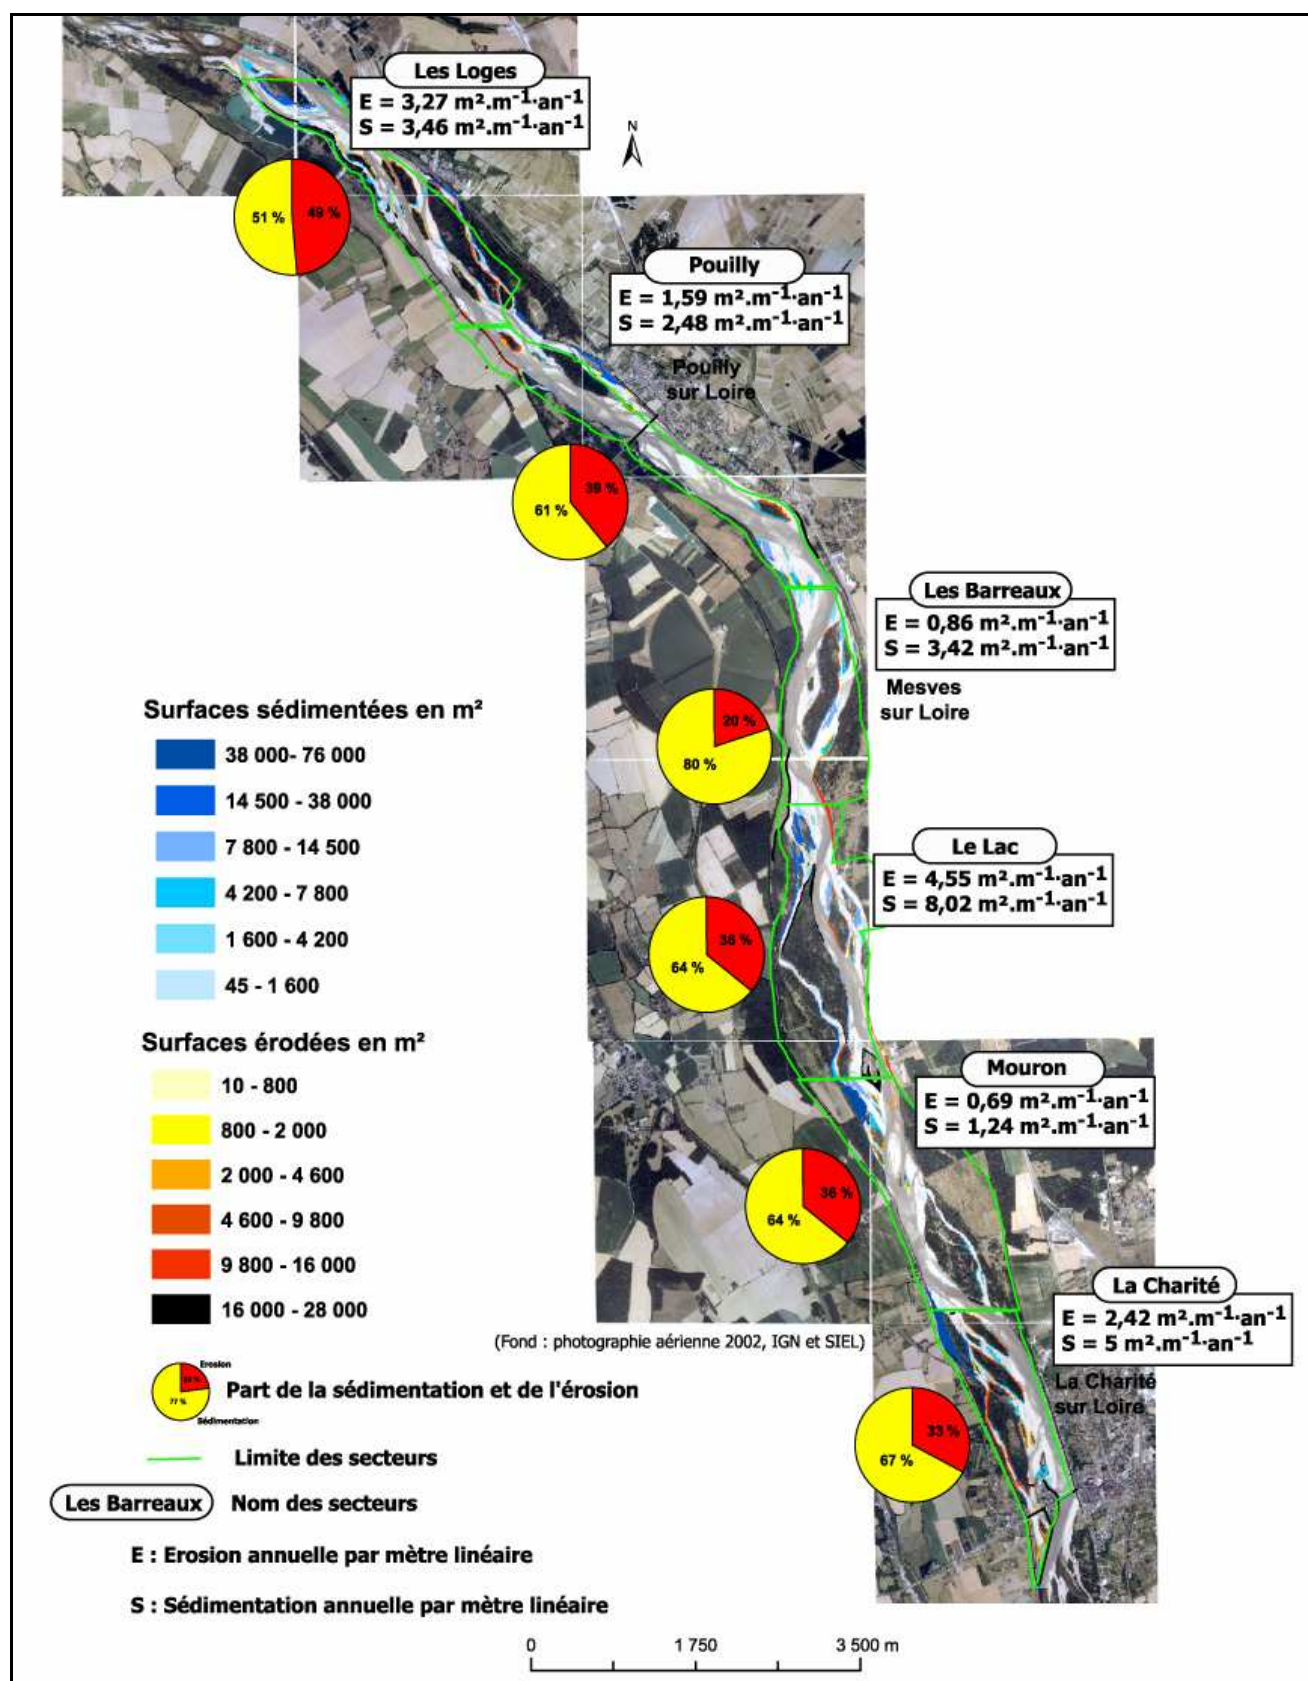 Les Loges
E = 3,27 m².m⁻¹.an⁻¹
S = 3,46 m².m⁻¹.an⁻¹
N
51 %
49 %
Pouilly
E = 1,59 m².m⁻¹.an⁻¹
S = 2,48 m².m⁻¹.an⁻¹
Pouilly
sur Loire
39 %
61 %
Les Barreaux
E = 0,86 m².m⁻¹.an⁻¹
S = 3,42 m².m⁻¹.an⁻¹
Mesves
sur Loire
20 %
80 %
Le Lac
E = 4,55 m².m⁻¹.an⁻¹
S = 8,02 m².m⁻¹.an⁻¹
36 %
64 %
Mouron
E = 0,69 m².m⁻¹.an⁻¹
S = 1,24 m².m⁻¹.an⁻¹
36 %
64 %
La Charité
E = 2,42 m².m⁻¹.an⁻¹
S = 5 m².m⁻¹.an⁻¹
La Charité
sur Loire
33 %
67 %
(Fond : photographie aérienne 2002, IGN et SIEL)
Surfaces sédimentées en m²
38 000- 76 000
14 500 - 38 000
7 800 - 14 500
4 200 - 7 800
1 600 - 4 200
45 - 1 600
Surfaces érodées en m²
10 - 800
800 - 2 000
2 000 - 4 600
4 600 - 9 800
9 800 - 16 000
16 000 - 28 000
Erosion
77 %
Sédimentation
Part de la sédimentation et de l'érosion
Limite des secteurs
Les Barreaux
Nom des secteurs
E : Erosion annuelle par mètre linéaire
S : Sédimentation annuelle par mètre linéaire
0
1 750
3 500 m